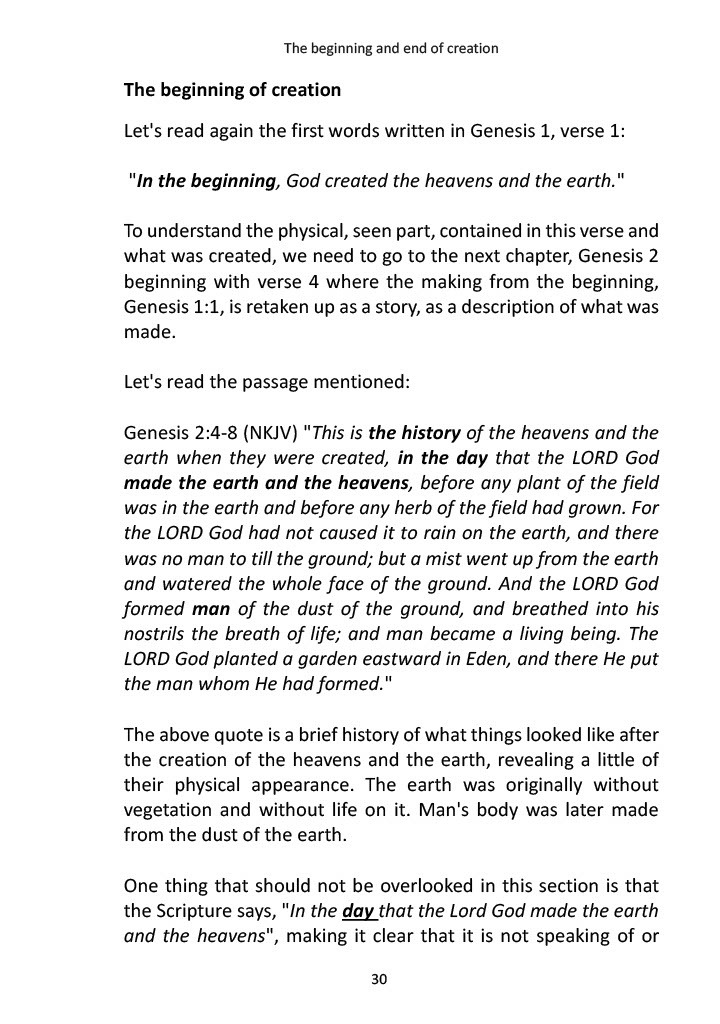 The beginning and end of creation
The beginning of creation
Let's read again the first words written in Genesis 1, verse 1:
"In the beginning, God created the heavens and the earth."
To understand the physical, seen part, contained in this verse and
what was created, we need to go to the next chapter, Genesis 2
beginning with verse 4 where the making from the beginning,
Genesis 1:1, is retaken up as a story, as a description of what was
made.
Let's read the passage mentioned:
Genesis 2:4-8 (NKJV) "This is the history of the heavens and the
earth when they were created, in the day that the LORD God
made the earth and the heavens, before any plant of the field
was in the earth and before any herb of the field had grown. For
the LORD God had not caused it to rain on the earth, and there
was no man to till the ground; but a mist went up from the earth
and watered the whole face of the ground. And the LORD God
formed man of the dust of the ground, and breathed into his
nostrils the breath of life; and man became a living being. The
LORD God planted a garden eastward in Eden, and there He put
the man whom He had formed."
The above quote is a brief history of what things looked like after
the creation of the heavens and the earth, revealing a little of
their physical appearance. The earth was originally without
vegetation and without life on it. Man's body was later made
from the dust of the earth.
One thing that should not be overlooked in this section is that
the Scripture says, "In the day that the Lord God made the earth
and the heavens", making it clear that it is not speaking of or
30